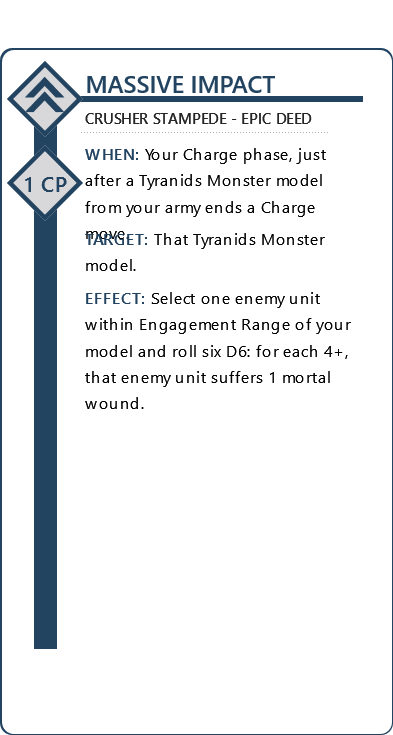 MASSIVE IMPACT
CRUSHER STAMPEDE - EPIC DEED
1 CP
WHEN: Your Charge phase, just
after a Tyranids Monster model
from your army ends a Charge
move.
TARGET: That Tyranids Monster
model.
EFFECT: Select one enemy unit
within Engagement Range of your
model and roll six D6: for each 4+,
that enemy unit suffers 1 mortal
wound.